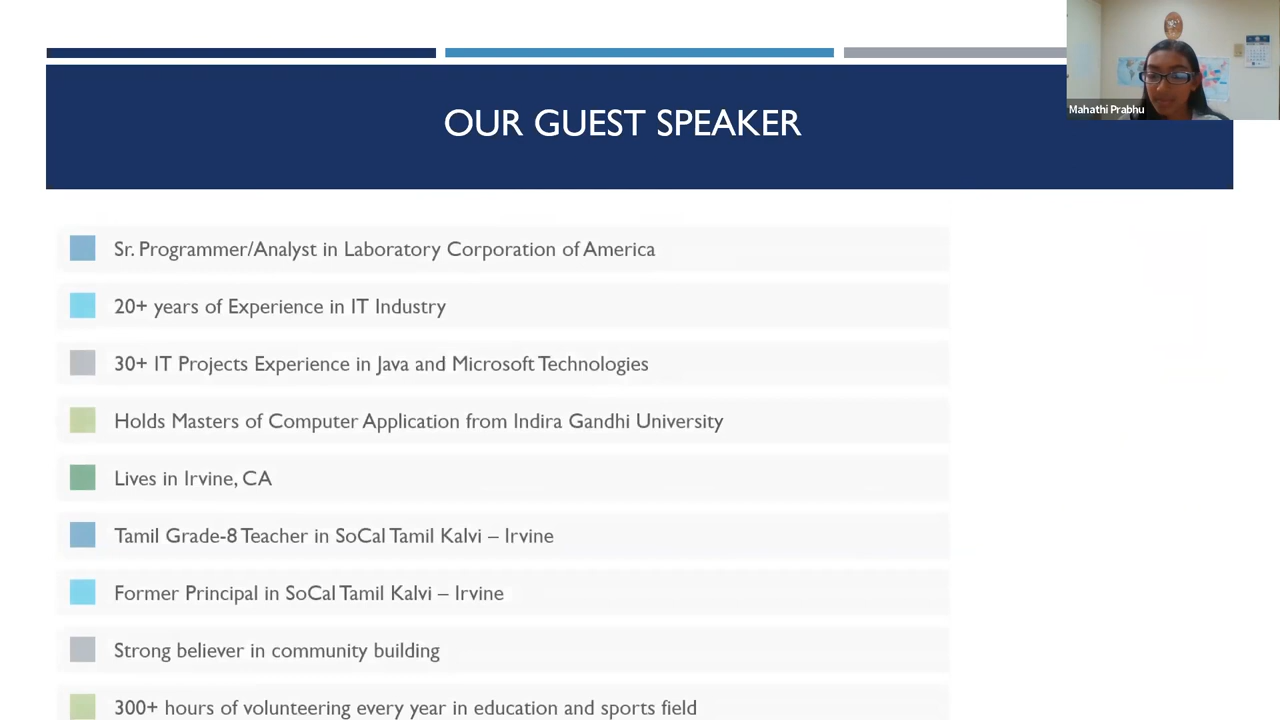 OUR GUEST SPEAKER
Mahathi Prabhu
Sr. Programmer/Analyst in Laboratory Corporation of America
20+ years of Experience in IT Industry
30+ IT Projects Experience in Java and Microsoft Technologies
Holds Masters of Computer Application from Indira Gandhi University
Lives in Irvine, CA
Tamil Grade-8 Teacher in SoCal Tamil Kalvi – Irvine
Former Principal in SoCal Tamil Kalvi – Irvine
Strong believer in community building
300+ hours of volunteering every year in education and sports field